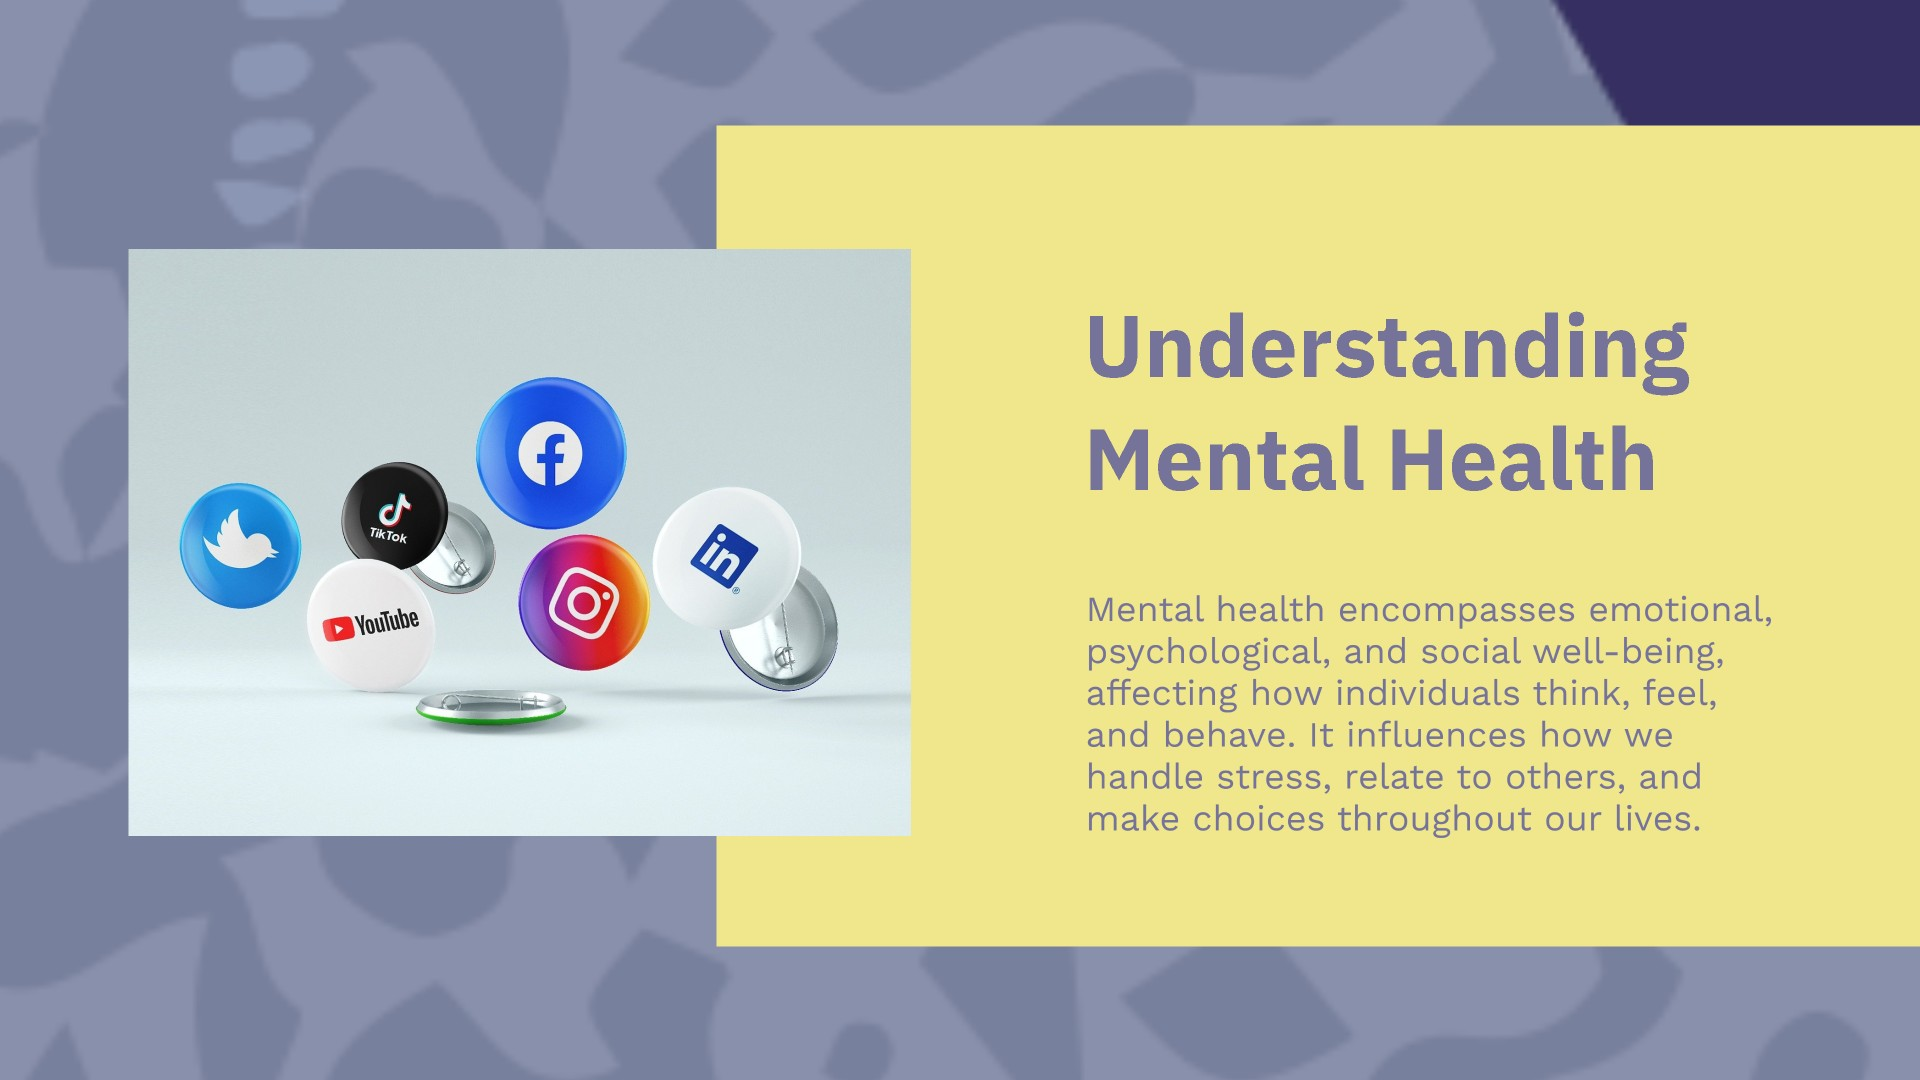 Understanding
Mental Health
Mental health encompasses emotional,
psychological, and social well-being,
affecting how individuals think, feel,
and behave. It influences how we
handle stress, relate to others, and
make choices throughout our lives.
TikTok
YouTube
in